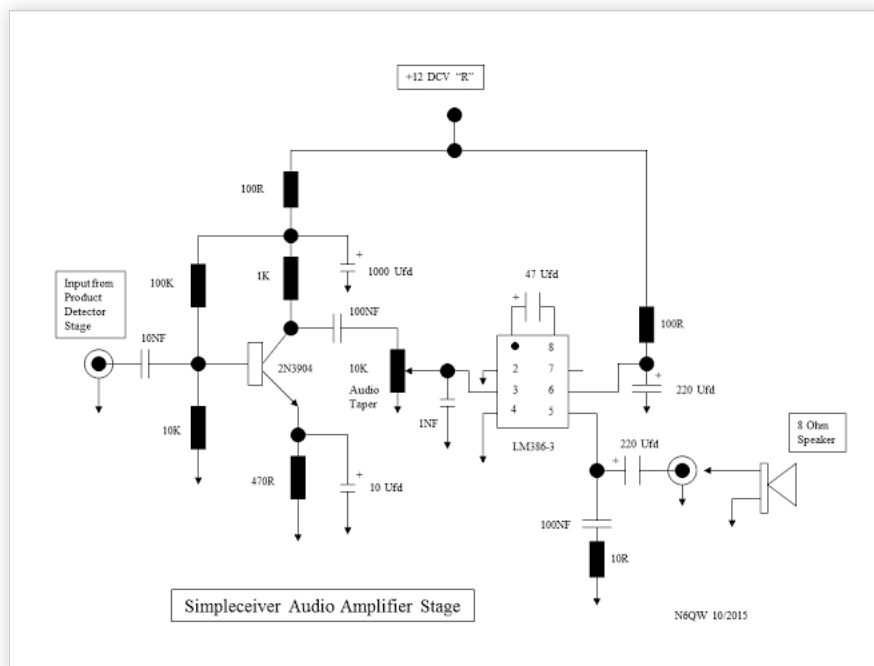 +12 DCV “R”
100R
1K
1000 Ufd
100K
Input from
Product
Detector
Stage
10NF
100NF
2N3904
10K
Audio
Taper
10K
470R
10 Ufd
+
+
47 Ufd
+
8
2
7
3
6
4
5
LM386-3
1NF
100R
+
220 Ufd
220 Ufd
+
8 Ohm
Speaker
100NF
10R
Simpleceiver Audio Amplifier Stage
N6QW 10/2015